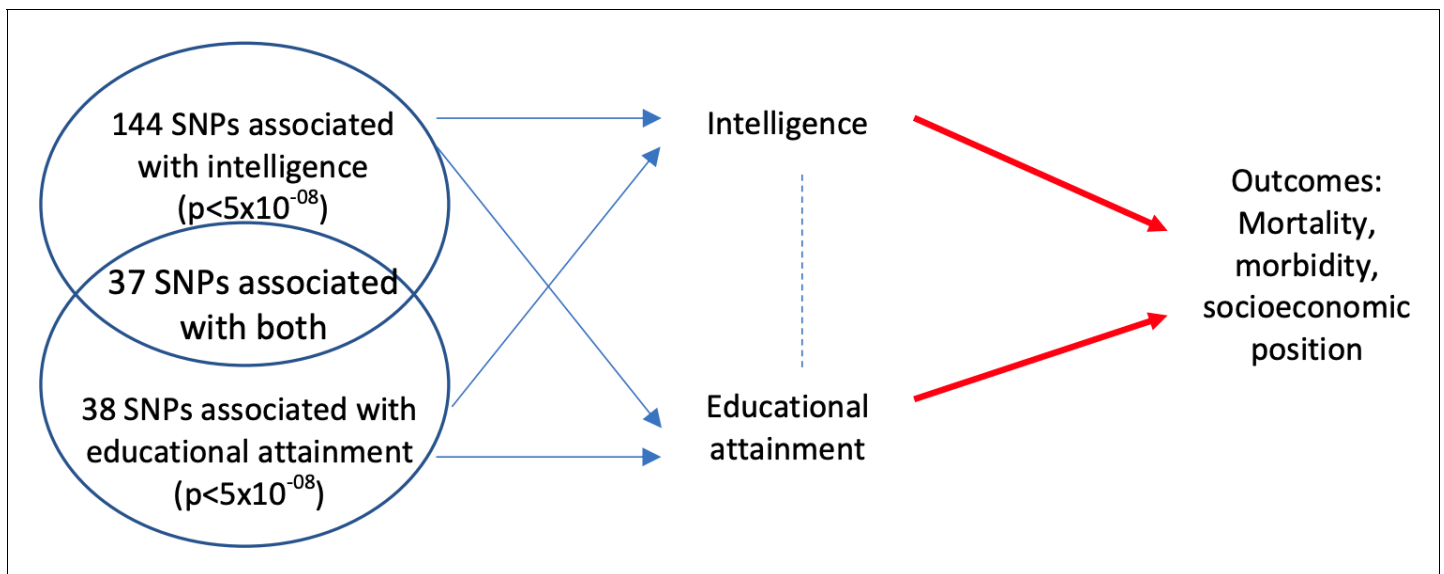 144 SNPs associated
with intelligence
(p<5x10⁻⁰⁸)
37 SNPs associated
with both
38 SNPs associated with
educational attainment
(p<5x10⁻⁰⁸)
Intelligence
Educational
attainment
Outcomes:
Mortality,
morbidity,
socioeconomic
position